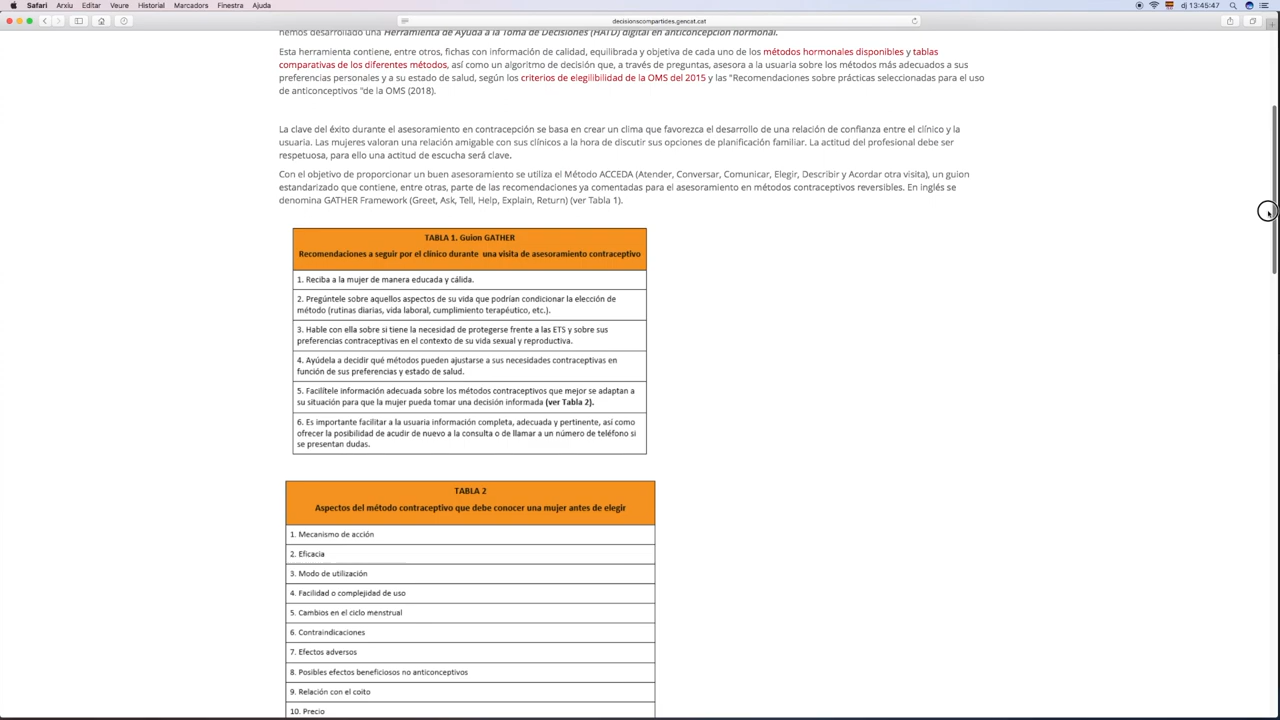 Safari Arxiu Editar Veure Historial Marcadors Finestra Ajuda dj 13:45:47
decisionscompartides.gencat.cat
hemos desarrollado una Herramienta de Ayuda a la Toma de Decisiones (HATD) digital en anticoncepción hormonal.
Esta herramienta contiene, entre otros, fichas con información de calidad, equilibrada y objetiva de cada uno de los métodos hormonales disponibles y tablas
comparativas de los diferentes métodos, así como un algoritmo de decisión que, a través de preguntas, asesora a la usuaria sobre los métodos más adecuados a sus
preferencias personales y a su estado de salud, según los criterios de elegilibilidad de la OMS del 2015 y las "Recomendaciones sobre prácticas seleccionadas para el uso
de anticonceptivos "de la OMS (2018).
La clave del éxito durante el asesoramiento en contracepción se basa en crear un clima que favorezca el desarrollo de una relación de confianza entre el clínico y la
usuaria. Las mujeres valoran una relación amigable con sus clínicos a la hora de discutir sus opciones de planificación familiar. La actitud del profesional debe ser
respetuosa, para ello una actitud de escucha será clave.
Con el objetivo de proporcionar un buen asesoramiento se utiliza el Método ACCEDA (Atender, Conversar, Comunicar, Elegir, Describir y Acordar otra visita), un guion
estandarizado que contiene, entre otras, parte de las recomendaciones ya comentadas para el asesoramiento en métodos contraceptivos reversibles. En inglés se
denomina GATHER Framework (Greet, Ask, Tell, Help, Explain, Return) (ver Tabla 1).
TABLA 1. Guion GATHER
Recomendaciones a seguir por el clínico durante una visita de asesoramiento contraceptivo
1. Reciba a la mujer de manera educada y cálida.
2. Pregúntele sobre aquellos aspectos de su vida que podrían condicionar la elección de
método (rutinas diarias, vida laboral, cumplimiento terapéutico, etc.).
3. Hable con ella sobre si tiene la necesidad de protegerse frente a las ETS y sobre sus
preferencias contraceptivas en el contexto de su vida sexual y reproductiva.
4. Ayúdela a decidir qué métodos pueden ajustarse a sus necesidades contraceptivas en
función de sus preferencias y estado de salud.
5. Facilítele información adecuada sobre los métodos contraceptivos que mejor se adaptan a
su situación para que la mujer pueda tomar una decisión informada (ver Tabla 2).
6. Es importante facilitar a la usuaria información completa, adecuada y pertinente, así como
ofrecer la posibilidad de acudir de nuevo a la consulta o de llamar a un número de teléfono si
se presentan dudas.
TABLA 2
Aspectos del método contraceptivo que debe conocer una mujer antes de elegir
1. Mecanismo de acción
2. Eficacia
3. Modo de utilización
4. Facilidad o complejidad de uso
5. Cambios en el ciclo menstrual
6. Contraindicaciones
7. Efectos adversos
8. Posibles efectos beneficiosos no anticonceptivos
9. Relación con el coito
10. Precio